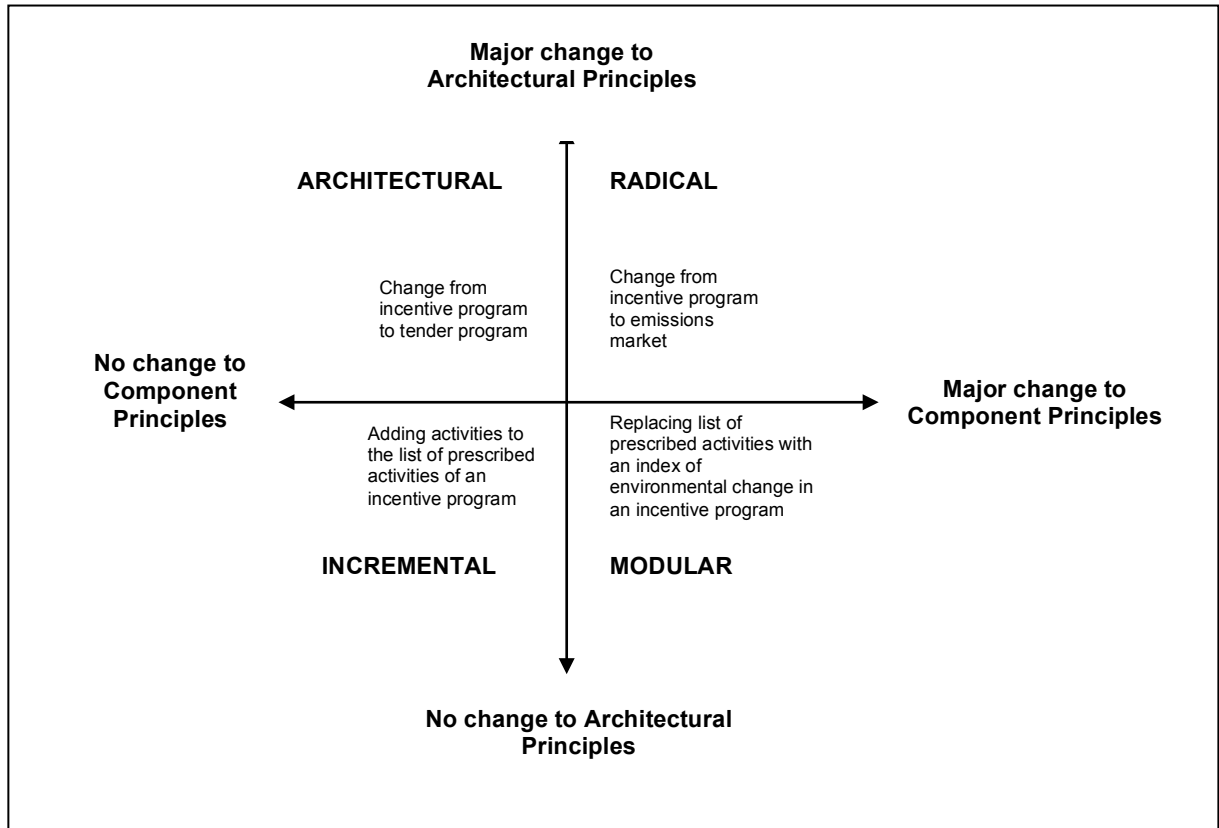 Major change to
Architectural Principles
ARCHITECTURAL
RADICAL
Change from
incentive program
to tender program
Change from
incentive program
to emissions
market
No change to
Component
Principles
Major change to
Component Principles
Adding activities to
the list of prescribed
activities of an
incentive program
Replacing list of
prescribed activities with
an index of
environmental change in
an incentive program
INCREMENTAL
MODULAR
No change to Architectural
Principles